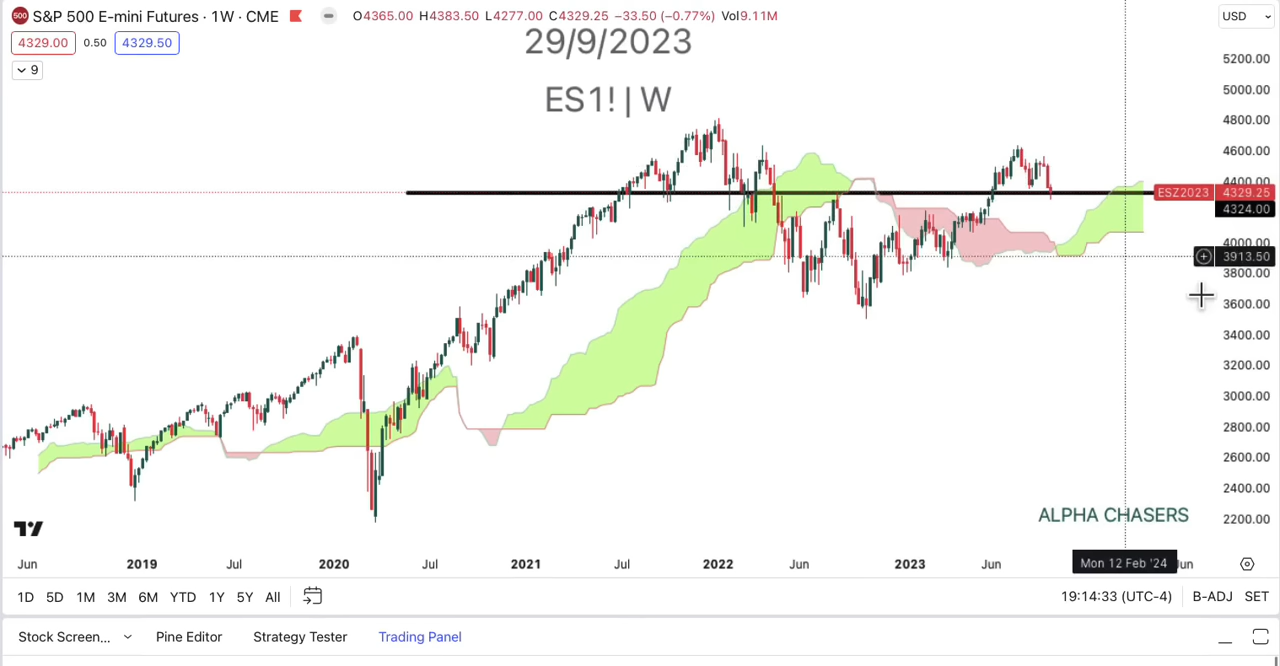 500 S&P 500 E-mini Futures · 1W · CME O4365.00 H4383.50 L4277.00 C4329.25 −33.50 (−0.77%) Vol9.11M USD
4329.00 0.50 4329.50
9
29/9/2023
ES1! | W
5200.00
5000.00
4800.00
4600.00
4400.00
ESZ2023 4329.25
4324.00
4000.00
3913.50
3800.00
3600.00
3400.00
3200.00
3000.00
2800.00
2600.00
2400.00
2200.00
ALPHA CHASERS
Jun 2019 Jul 2020 Jul 2021 Jul 2022 Jun 2023 Jun Mon 12 Feb '24 Jun
1D 5D 1M 3M 6M YTD 1Y 5Y All 19:14:33 (UTC-4) B-ADJ SET
Stock Screen... Pine Editor Strategy Tester Trading Panel